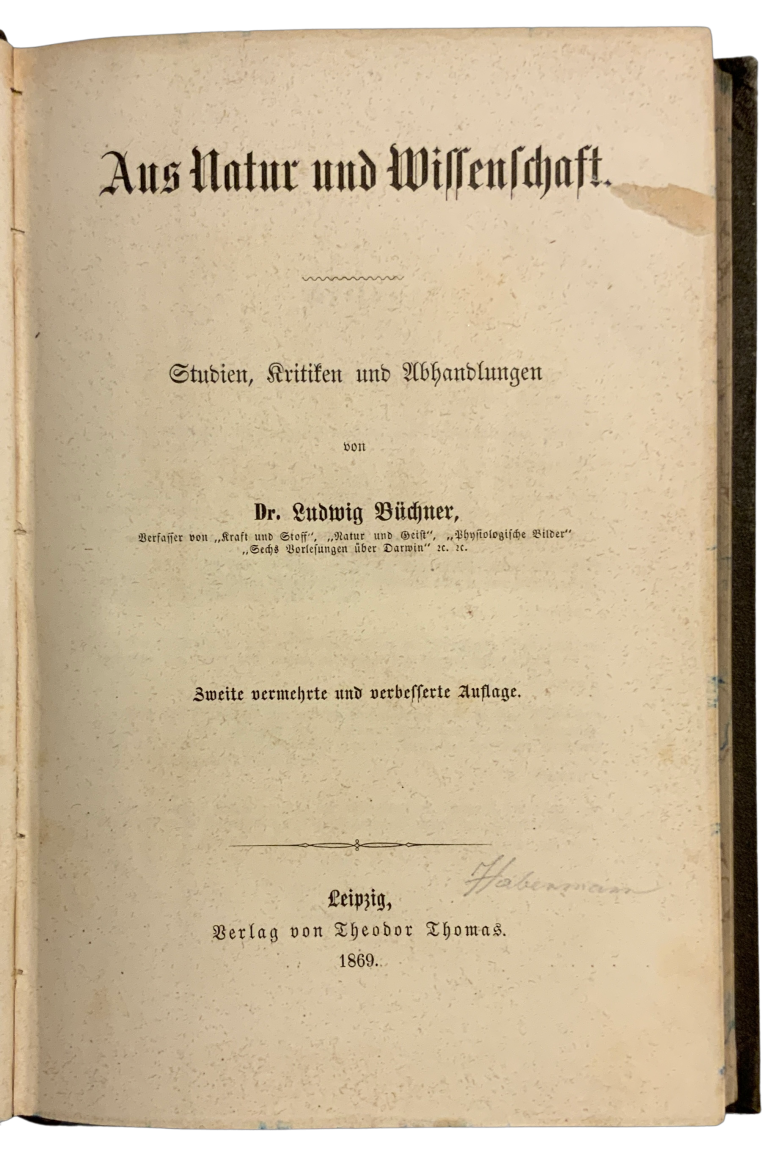 Aus Natur und Wissenschaft.
Studien, Kritiken und Abhandlungen
von
Dr. Ludwig Büchner,
Verfasser von „Kraft und Stoff“, „Natur und Geist“, „Physiologische Bilder“
„Sechs Vorlesungen über Darwin“ ꝛc. ꝛc.
Zweite vermehrte und verbesserte Auflage.
Habermann
Leipzig,
Verlag von Theodor Thomas.
1869.